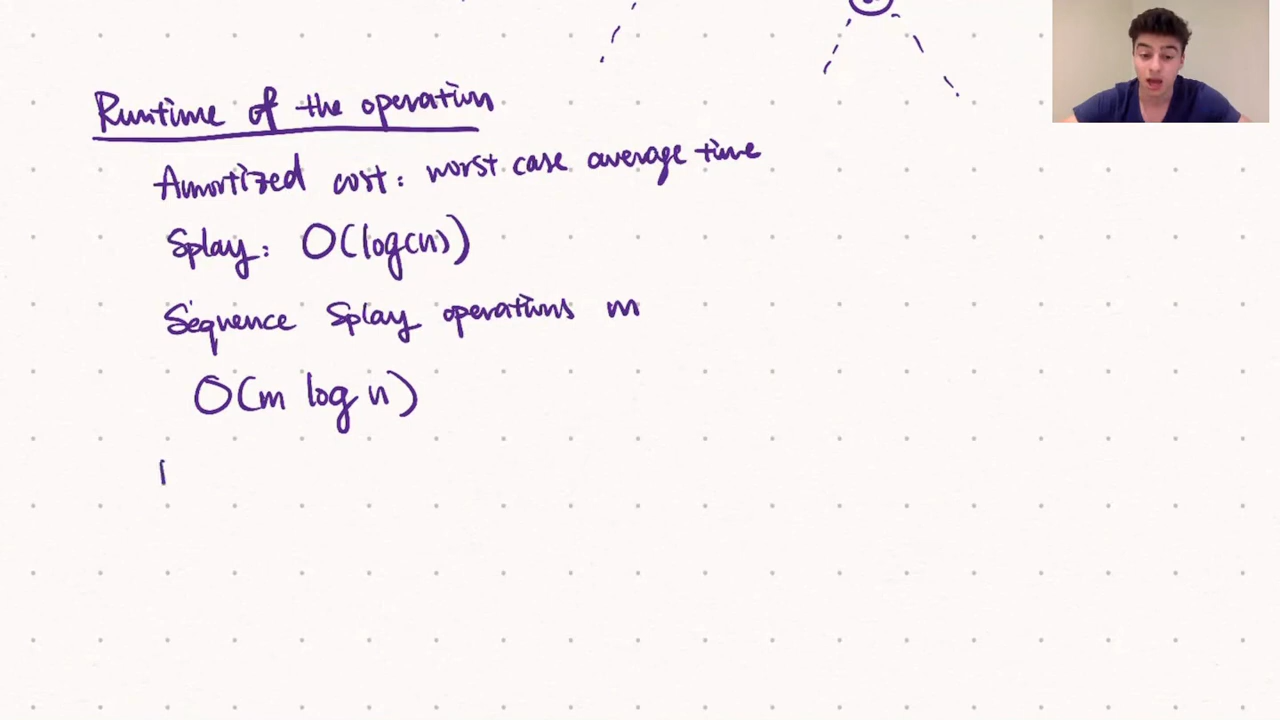 Runtime of the operation
Amortized cost: worst case average time
Splay: O(log(n))
Sequence Splay operations m
O(m log n)